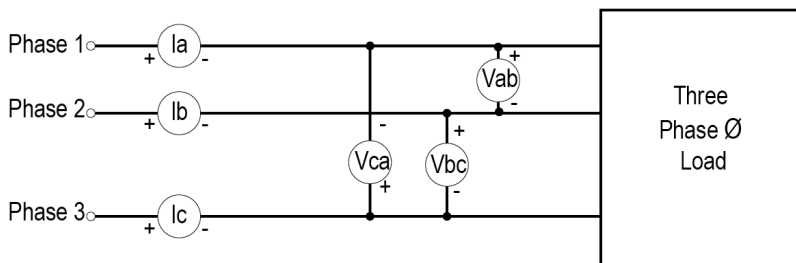 Phase 1
+ Ia -
+
Vab
-
Phase 2
+ Ib -
-
Vca
+
+
Vbc
-
Phase 3
+ Ic -
Three
Phase Ø
Load